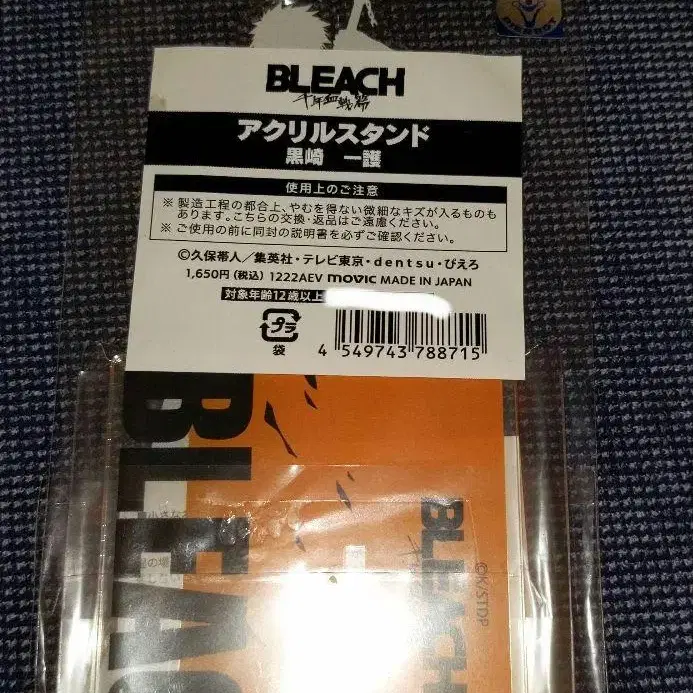 BLEACH
千年血戦篇
アクリルスタンド
黒崎 一護
使用上のご注意
※ 製造工程の都合上、やむを得ない微細なキズが入るものも
あります。こちらの交換・返品はご遠慮ください。
※ ご使用の前に同封の説明書を必ずご確認ください。
©久保帯人／集英社・テレビ東京・dentsu・ぴえろ
1,650円(税込) 1222AEV movic MADE IN JAPAN
対象年齢12歳以上
プラ
袋
4 549743 788715
BLEA
BLEACH
©K/STDP